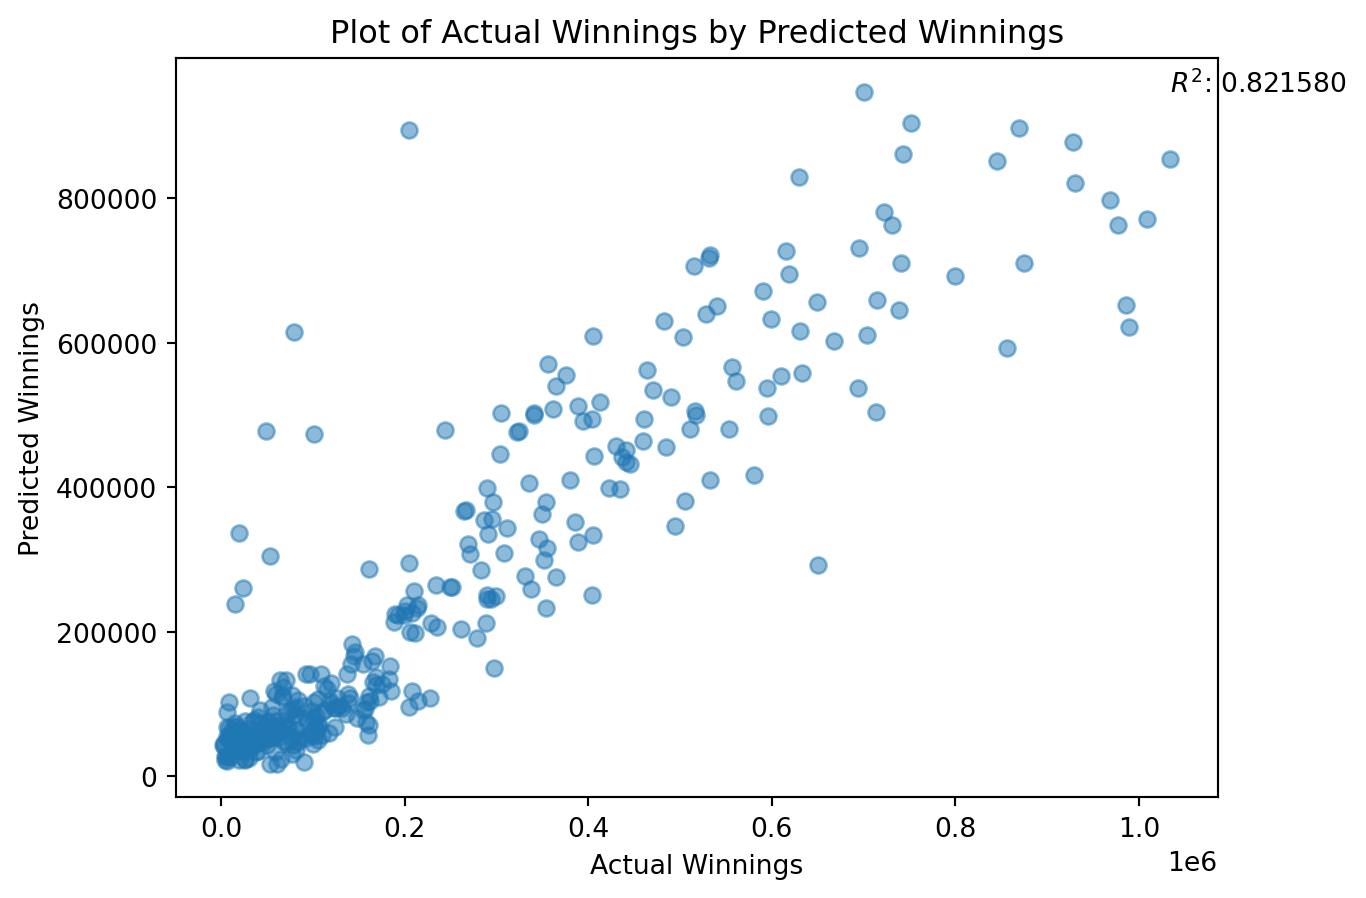 Plot of Actual Winnings by Predicted Winnings
R²: 0.821580
800000
600000
400000
200000
0
Predicted Winnings
0.0 0.2 0.4 0.6 0.8 1.0
1e6
Actual Winnings